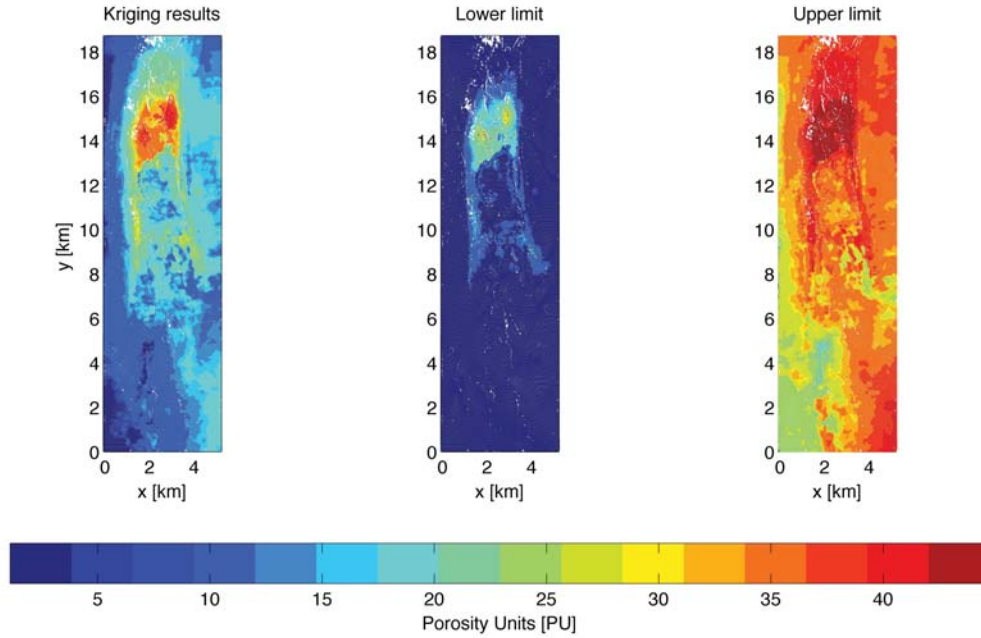 Kriging results
Lower limit
Upper limit
18
16
14
12
10
8
6
4
2
0
y [km]
0 2 4
x [km]
18
16
14
12
10
8
6
4
2
0
0 2 4
x [km]
18
16
14
12
10
8
6
4
2
0
0 2 4
x [km]
5 10 15 20 25 30 35 40
Porosity Units [PU]